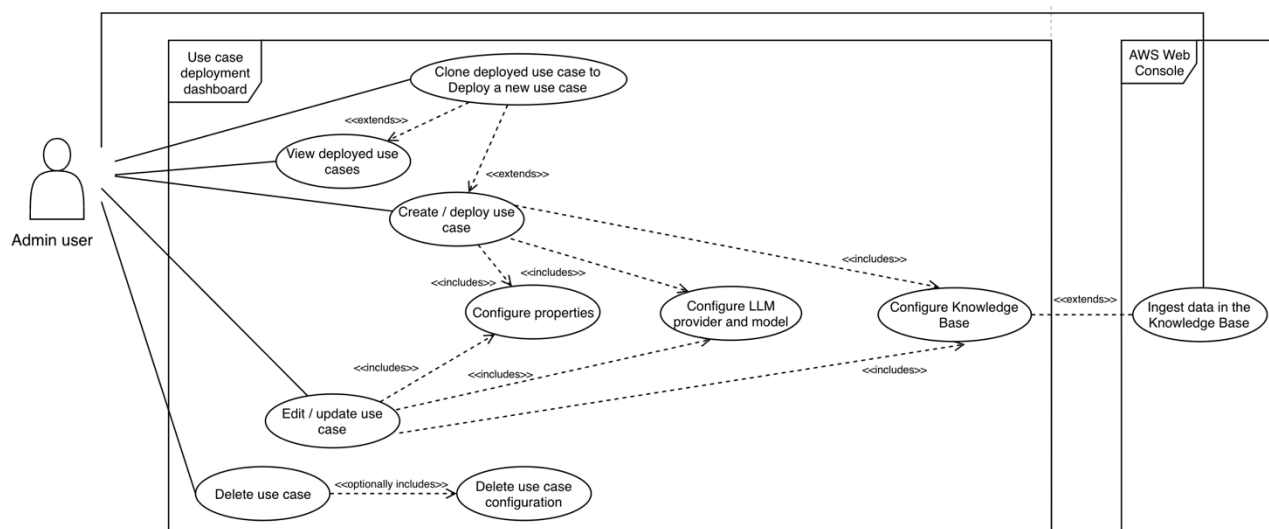 Use case
deployment
dashboard
AWS Web
Console
Clone deployed use case to
Deploy a new use case
<<extends>>
View deployed use
cases
<<extends>>
Create / deploy use
case
Admin user
<<includes>>
<<includes>>
<<includes>>
Configure properties
Configure LLM
provider and model
Configure Knowledge
Base
<<extends>>
Ingest data in the
Knowledge Base
<<includes>>
<<includes>>
<<includes>>
Edit / update use
case
Delete use case
<<optionally includes>>
Delete use case
configuration